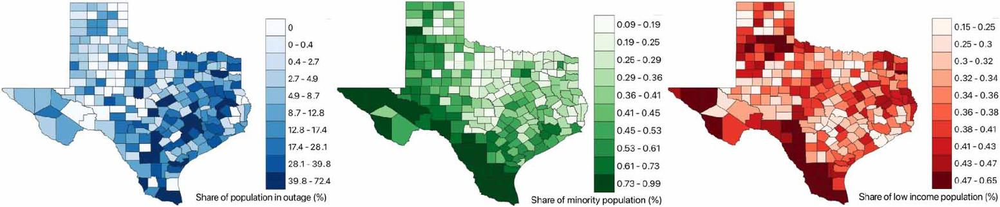 0
0 - 0.4
0.4 - 2.7
2.7 - 4.9
4.9 - 8.7
8.7 - 12.8
12.8 - 17.4
17.4 - 28.1
28.1 - 39.8
39.8 - 72.4
Share of population in outage (%)
0.09 - 0.19
0.19 - 0.25
0.25 - 0.29
0.29 - 0.36
0.36 - 0.41
0.41 - 0.45
0.45 - 0.53
0.53 - 0.61
0.61 - 0.73
0.73 - 0.99
Share of minority population (%)
0.15 - 0.25
0.25 - 0.3
0.3 - 0.32
0.32 - 0.34
0.34 - 0.36
0.36 - 0.38
0.38 - 0.41
0.41 - 0.43
0.43 - 0.47
0.47 - 0.65
Share of low income population (%)